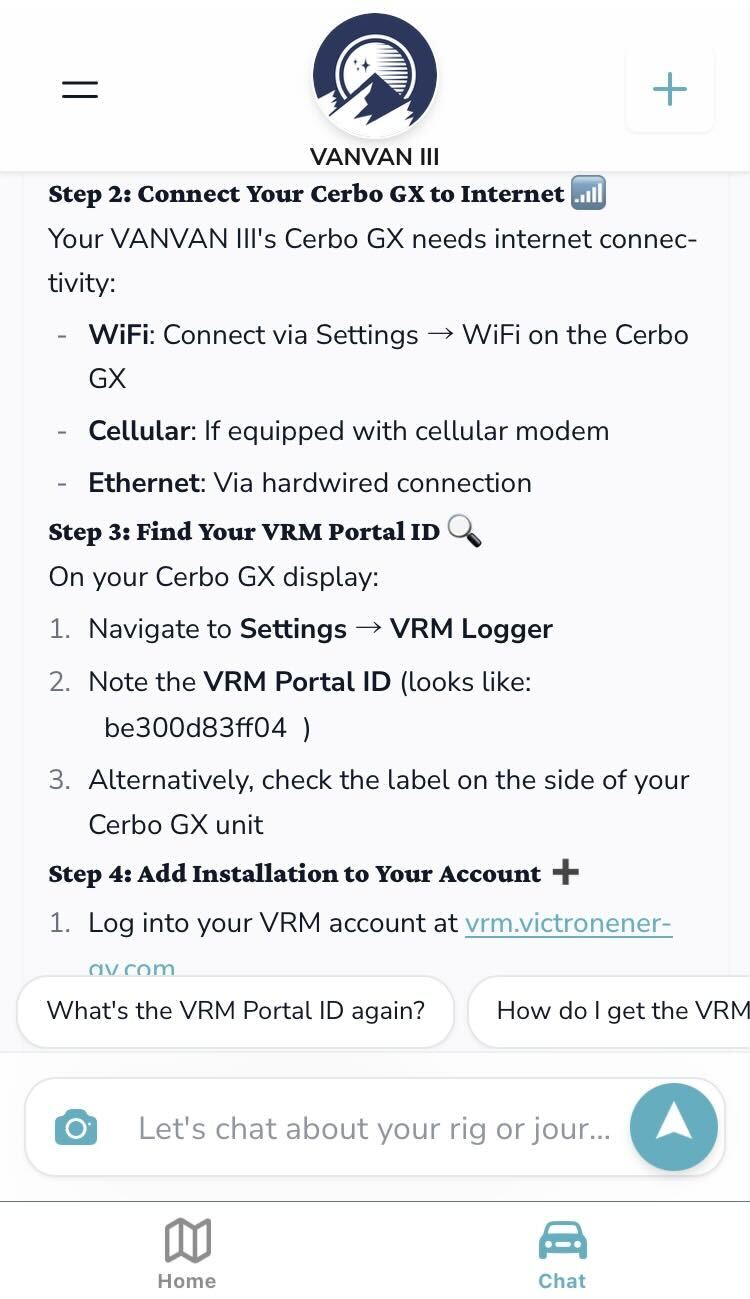 VANVAN III
Step 2: Connect Your Cerbo GX to Internet
Your VANVAN III's Cerbo GX needs internet connec-
tivity:
- WiFi: Connect via Settings → WiFi on the Cerbo
GX
- Cellular: If equipped with cellular modem
- Ethernet: Via hardwired connection
Step 3: Find Your VRM Portal ID
On your Cerbo GX display:
1. Navigate to Settings → VRM Logger
2. Note the VRM Portal ID (looks like:
be300d83ff04 )
3. Alternatively, check the label on the side of your
Cerbo GX unit
Step 4: Add Installation to Your Account
1. Log into your VRM account at vrm.victronener-
gy.com
What's the VRM Portal ID again?
How do I get the VRM
Let's chat about your rig or jour...
Home
Chat